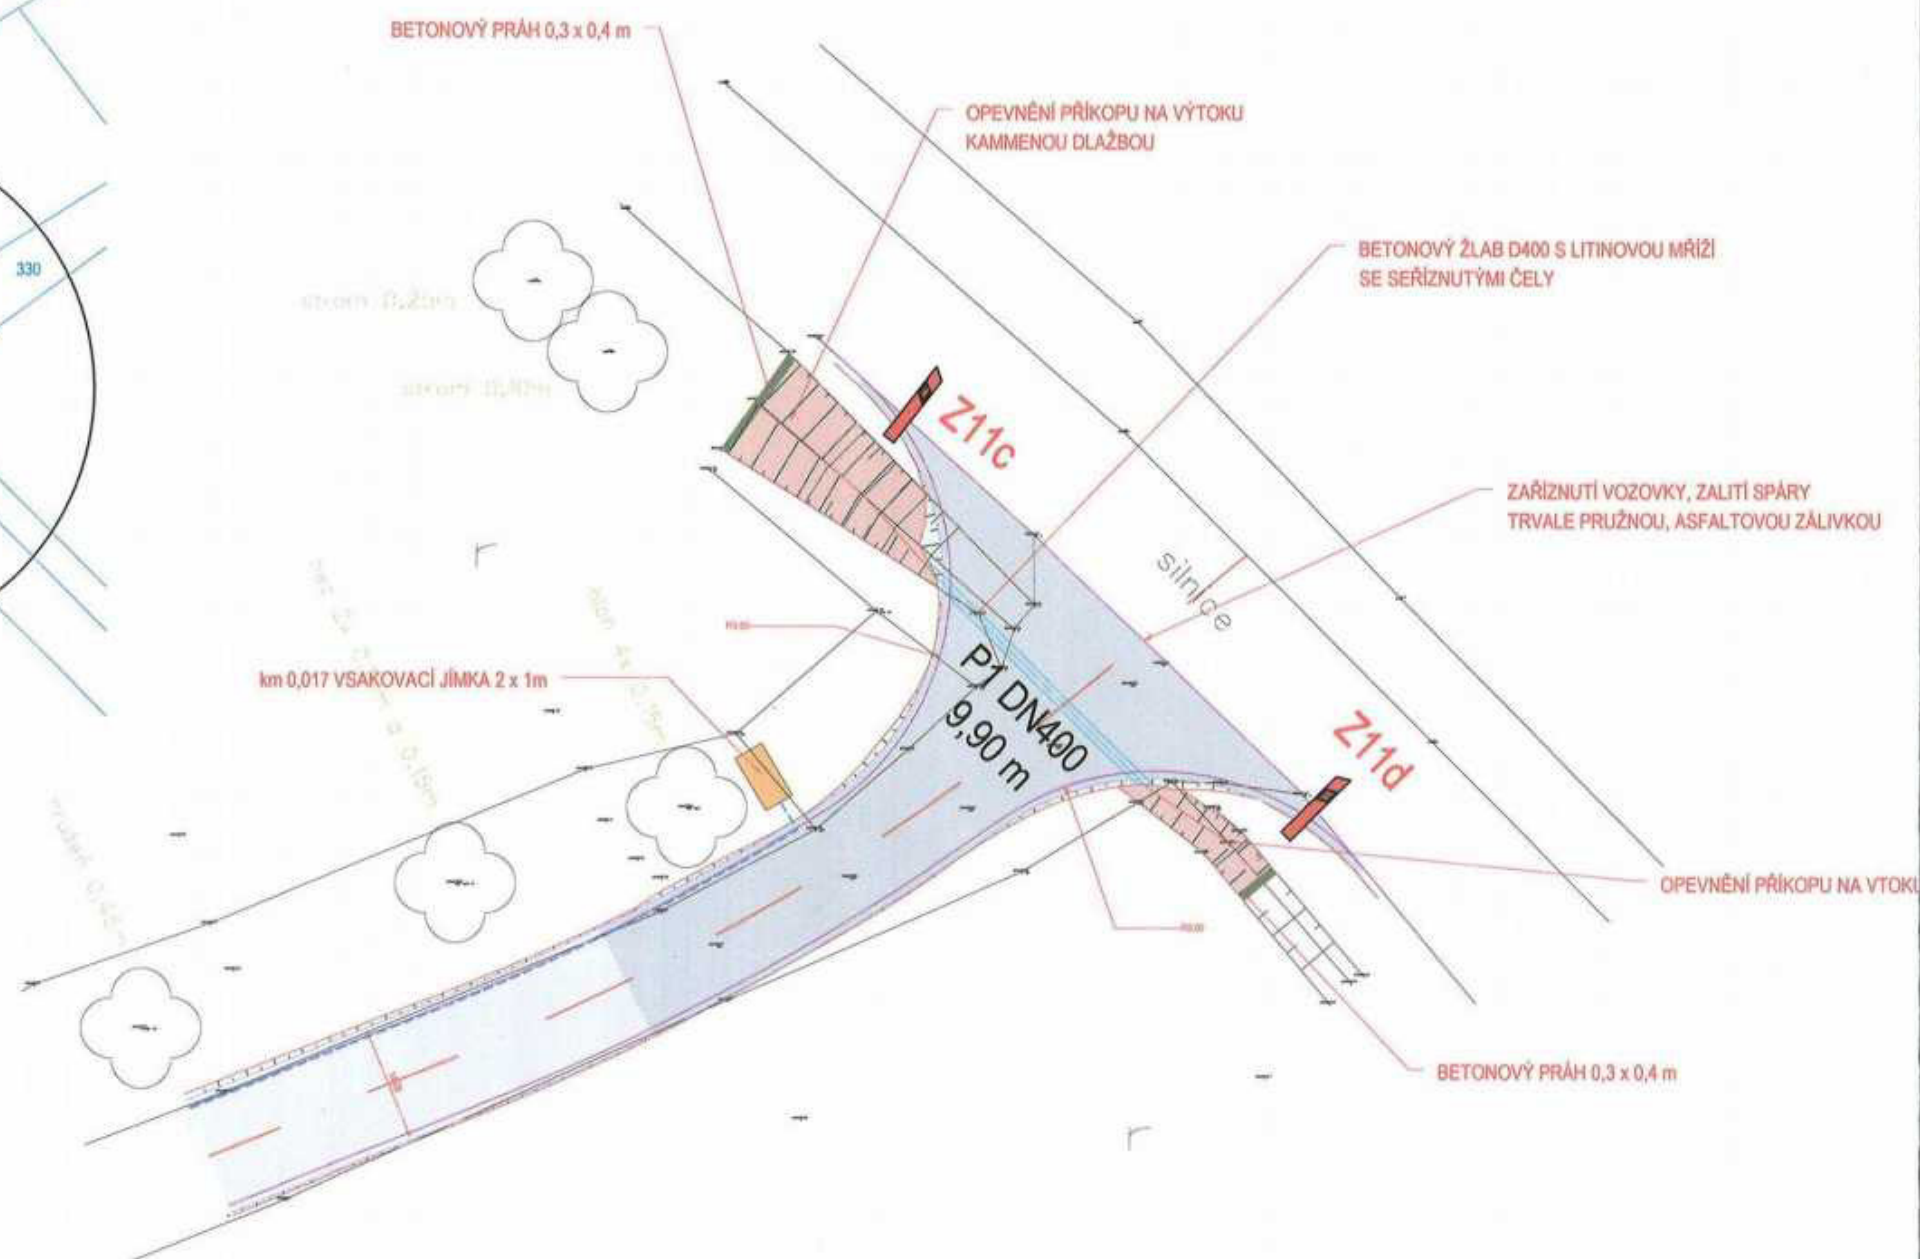 BETONOVÝ PRÁH 0,3 x 0,4 m
OPEVNĚNÍ PŘÍKOPU NA VÝTOKU
KAMMENOU DLAŽBOU
BETONOVÝ ŽLAB D400 S LITINOVOU MŘÍŽÍ
SE SEŘÍZNUTÝMI ČELY
330
Z11c
ZAŘÍZNUTÍ VOZOVKY, ZALITÍ SPÁRY
TRVALE PRUŽNOU, ASFALTOVOU ZÁLIVKOU
silnice
km 0,017 VSAKOVACÍ JÍMKA 2 x 1m
P1 DN400
9,90 m
Z11d
OPEVNĚNÍ PŘÍKOPU NA VTOKU
BETONOVÝ PRÁH 0,3 x 0,4 m